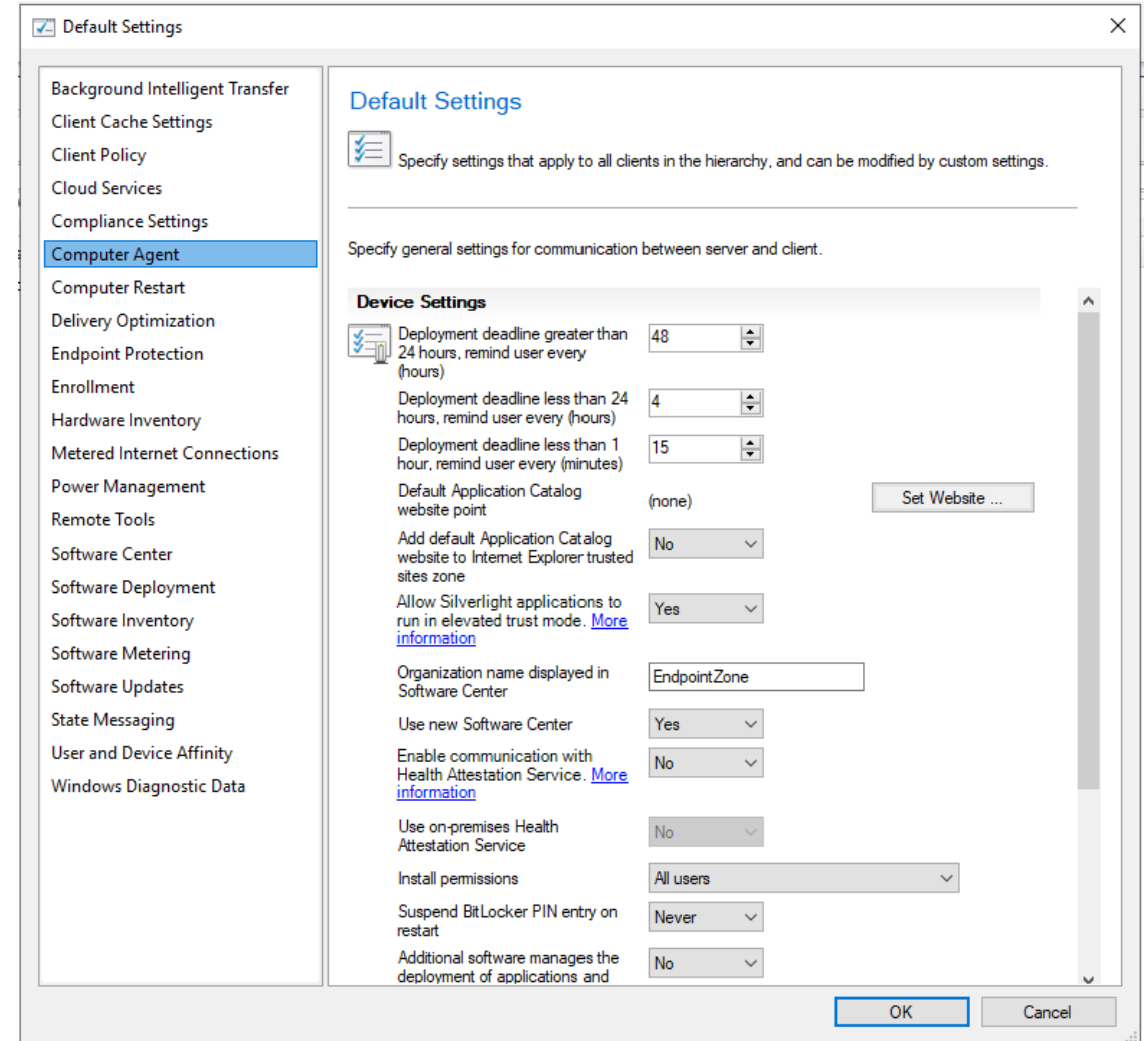 Default Settings
Background Intelligent Transfer
Client Cache Settings
Client Policy
Cloud Services
Compliance Settings
Computer Agent
Computer Restart
Delivery Optimization
Endpoint Protection
Enrollment
Hardware Inventory
Metered Internet Connections
Power Management
Remote Tools
Software Center
Software Deployment
Software Inventory
Software Metering
Software Updates
State Messaging
User and Device Affinity
Windows Diagnostic Data
Default Settings
Specify settings that apply to all clients in the hierarchy, and can be modified by custom settings.
Specify general settings for communication between server and client.
Device Settings
Deployment deadline greater than
24 hours, remind user every
(hours)
48
Deployment deadline less than 24
hours, remind user every (hours)
4
Deployment deadline less than 1
hour, remind user every (minutes)
15
Default Application Catalog
website point
(none)
Set Website ...
Add default Application Catalog
website to Internet Explorer trusted
sites zone
No
Allow Silverlight applications to
run in elevated trust mode. More
information
Yes
Organization name displayed in
Software Center
EndpointZone
Use new Software Center
Yes
Enable communication with
Health Attestation Service. More
information
No
Use on-premises Health
Attestation Service
No
Install permissions
All users
Suspend BitLocker PIN entry on
restart
Never
Additional software manages the
deployment of applications and
No
OK
Cancel